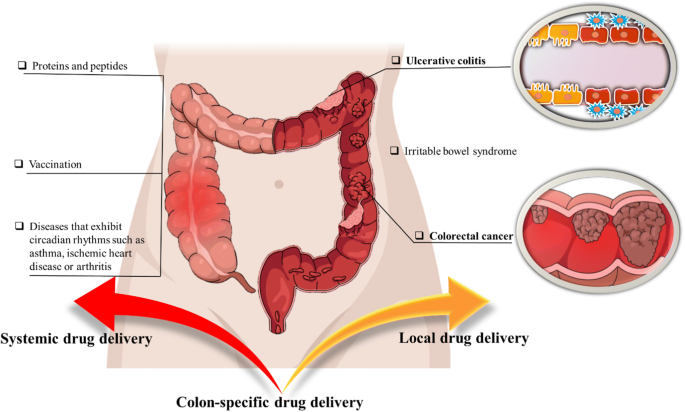 ❑ Proteins and peptides
❑ Vaccination
❑ Diseases that exhibit
circadian rhythms such as
asthma, ischemic heart
disease or arthritis
❑ Ulcerative colitis
❑ Irritable bowel syndrome
❑ Colorectal cancer
Systemic drug delivery
Local drug delivery
Colon-specific drug delivery